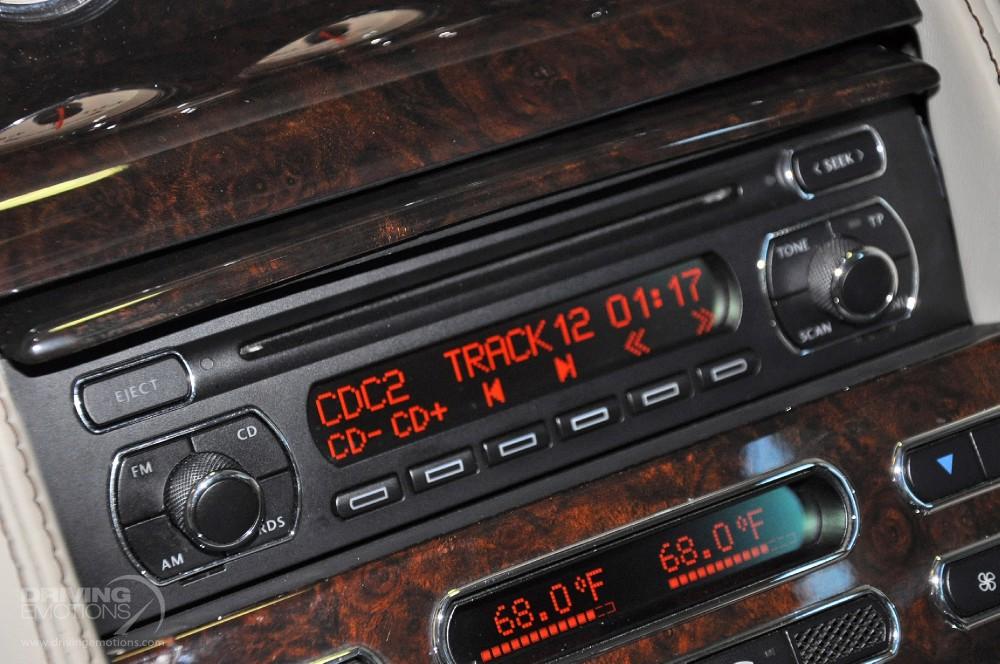 < SEEK >
TONE TP
SCAN
EJECT
CDC2 TRACK 12 01:17
CD- CD+
FM CD
AM RDS
68.0°F 68.0°F
DRIVING
EMOTIONS
www.drivingemotions.com